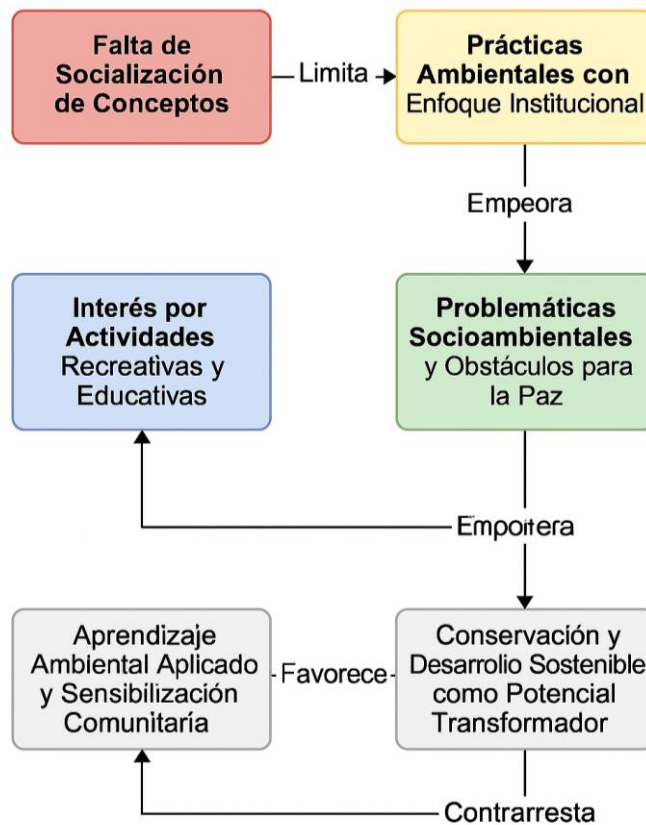 Falta de
Socialización
de Conceptos
Limita
Prácticas
Ambientales con
Enfoque Institucional
Empeora
Interés por
Actividades
Recreativas y
Educativas
Problemáticas
Socioambientales
y Obstáculos para
la Paz
Empoıtera
Aprendizaje
Ambiental Aplicado
y Sensibilización
Comunitaría
Favorece
Conservación y
Desarrolio Sostenible
como Potencial
Transformador
Contrarresta